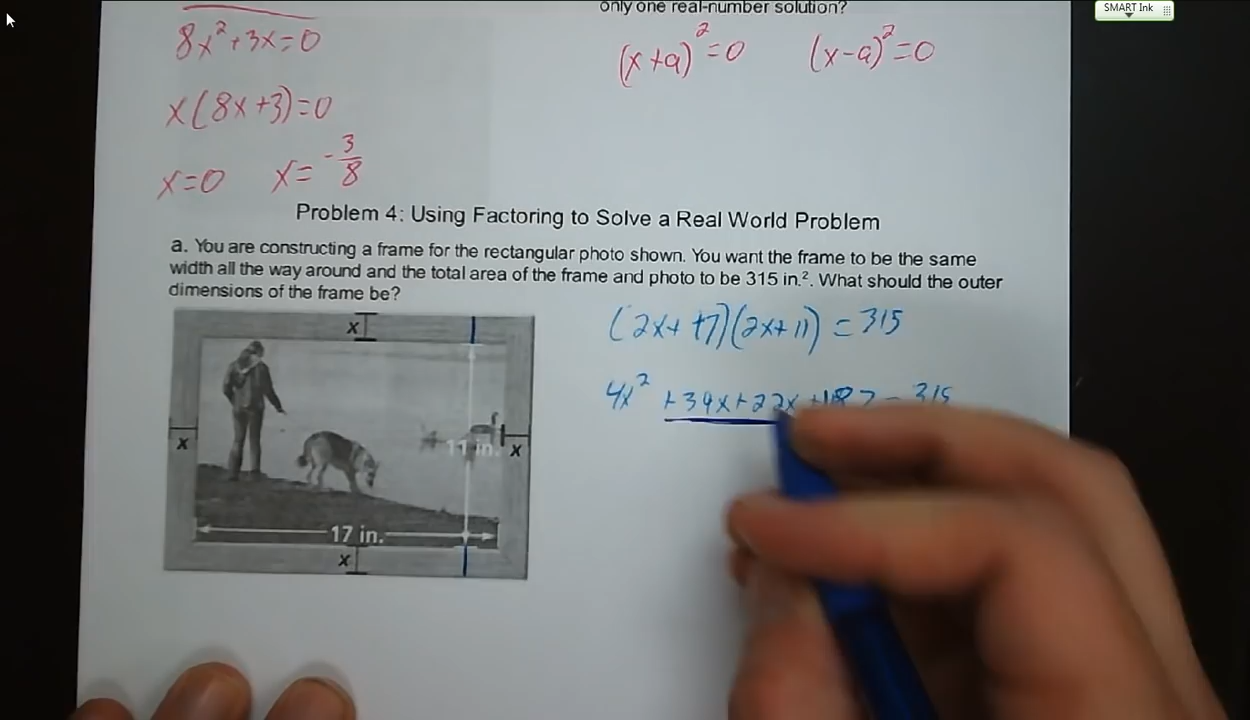 SMART Ink
only one real-number solution?
8x²+3x=0
(x+a)²=0 (x-a)²=0
x(8x+3)=0
x=0 x=-3/8
Problem 4: Using Factoring to Solve a Real World Problem
a. You are constructing a frame for the rectangular photo shown. You want the frame to be the same
width all the way around and the total area of the frame and photo to be 315 in.². What should the outer
dimensions of the frame be?
(2x+ +7)(2x+11)=315
x
4x² +34x+22x+187=315
x
11 in.
x
17 in.
x